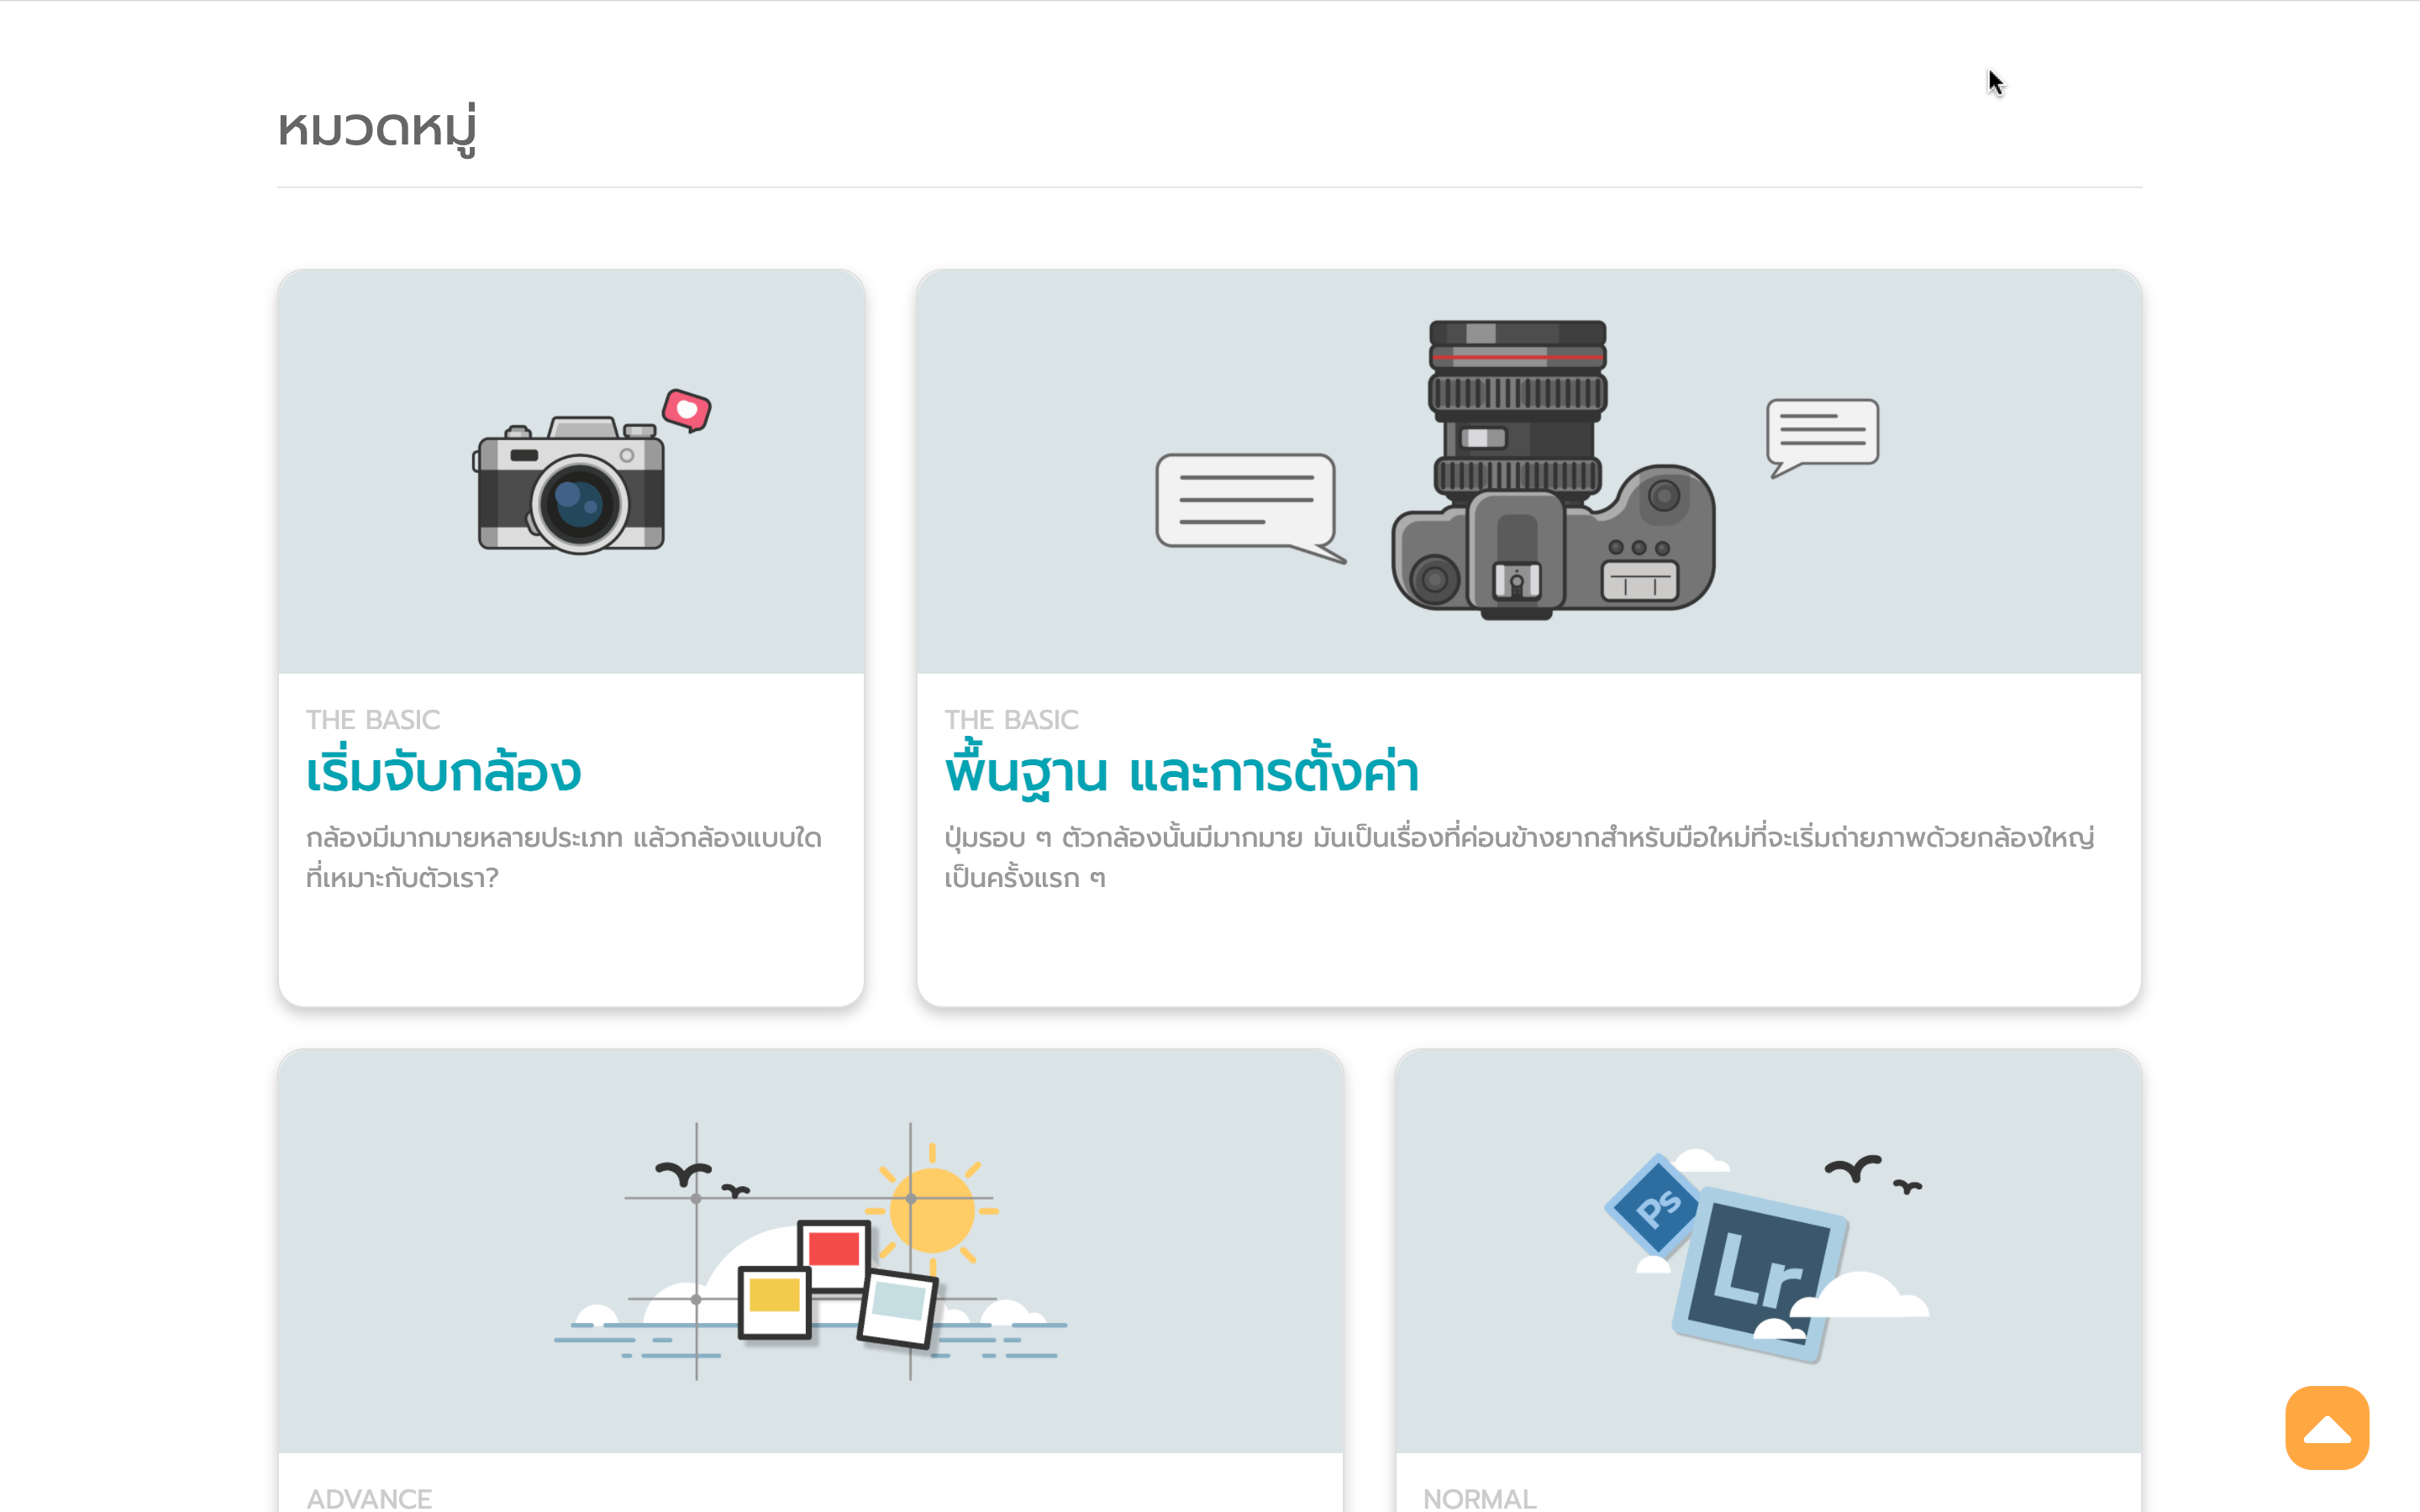 หมวดหมู่
THE BASIC
เริ่มจับกล้อง
กล้องมีมากมายหลายประเภท แล้วกล้องแบบใด
ที่เหมาะกับตัวเรา?
THE BASIC
พื้นฐาน และการตั้งค่า
ปุ่มรอบ ๆ ตัวกล้องนั้นมีมากมาย มันเป็นเรื่องที่ค่อนข้างยากสำหรับมือใหม่ที่จะเริ่มถ่ายภาพด้วยกล้องใหญ่
เป็นครั้งแรก ๆ
Ps
Lr
ADVANCE
NORMAL